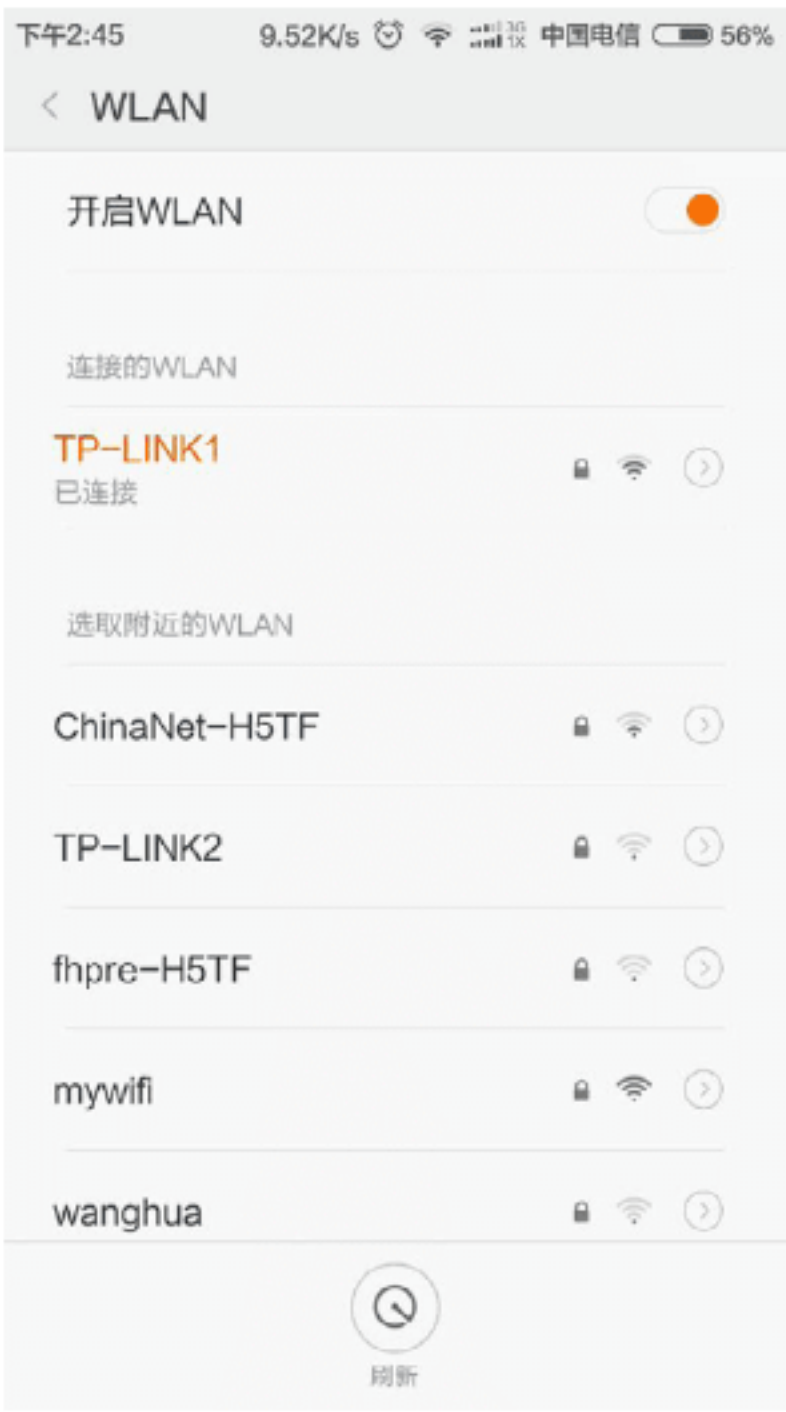 下午2:45 9.52K/s 3G 1X 中国电信 56%
WLAN
开启WLAN
连接的WLAN
TP-LINK1
已连接
选取附近的WLAN
ChinaNet-H5TF
TP-LINK2
fhpre-H5TF
mywifi
wanghua
刷新